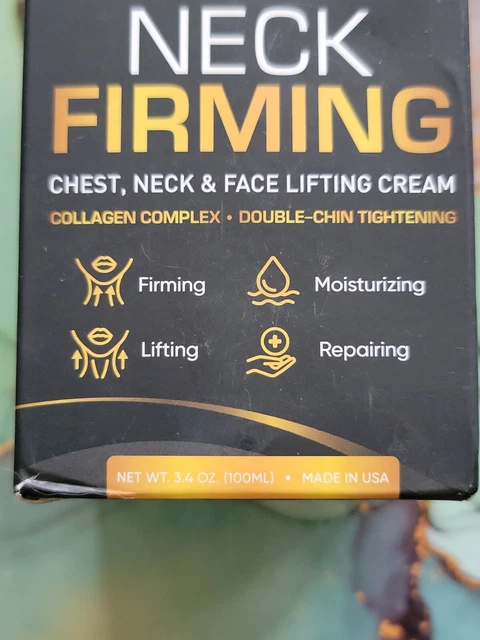 NECK
FIRMING
CHEST, NECK & FACE LIFTING CREAM
COLLAGEN COMPLEX • DOUBLE-CHIN TIGHTENING
Firming
Moisturizing
Lifting
Repairing
NET WT. 3.4 OZ. (100ML) • MADE IN USA